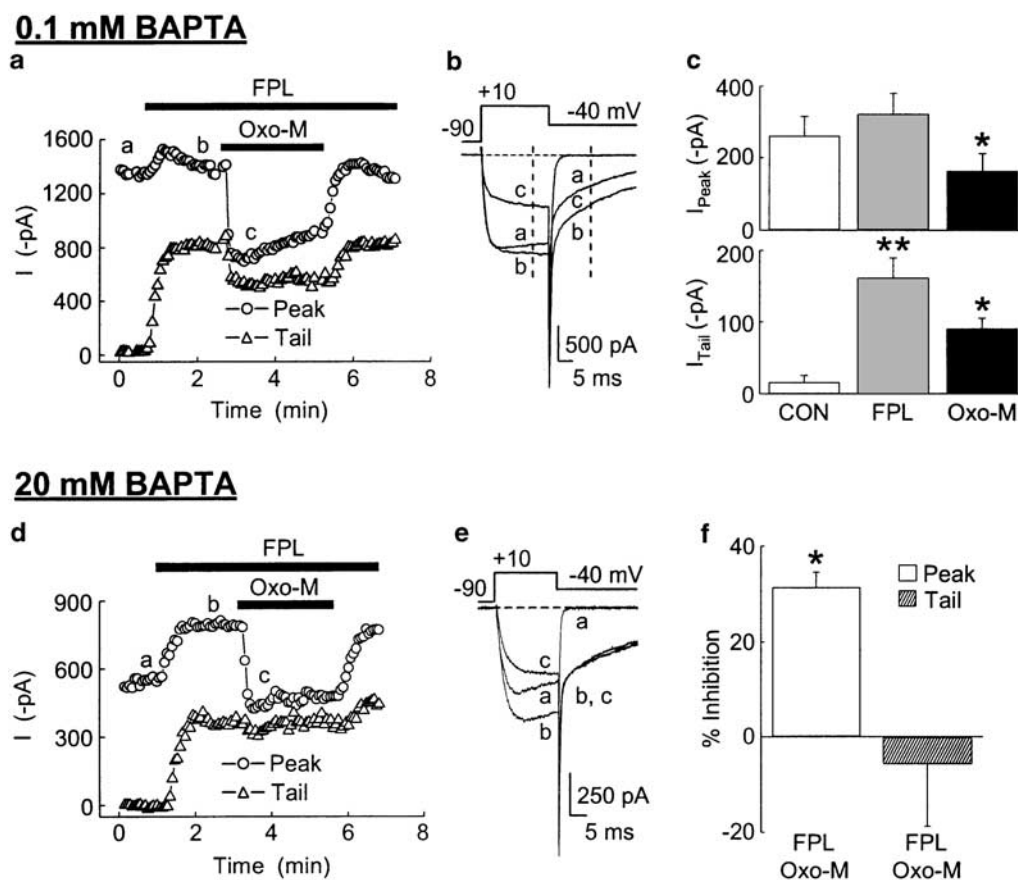 0.1 mM BAPTA
a
FPL
Oxo-M
1600
1200
800
400
0
I (-pA)
a
b
c
Peak
Tail
0 2 4 6 8
Time (min)
b
+10
-90
-40 mV
c
a
b
a
c
b
500 pA
5 ms
c
400
200
0
I Peak (-pA)
*
200
100
0
I Tail (-pA)
**
*
CON FPL Oxo-M
20 mM BAPTA
d
FPL
Oxo-M
900
600
300
0
I (-pA)
a
b
c
Peak
Tail
0 2 4 6 8
Time (min)
e
+10
-90
-40 mV
a
c
a
b
b, c
250 pA
5 ms
f
40
20
0
-20
% Inhibition
*
Peak
Tail
FPL FPL
Oxo-M Oxo-M